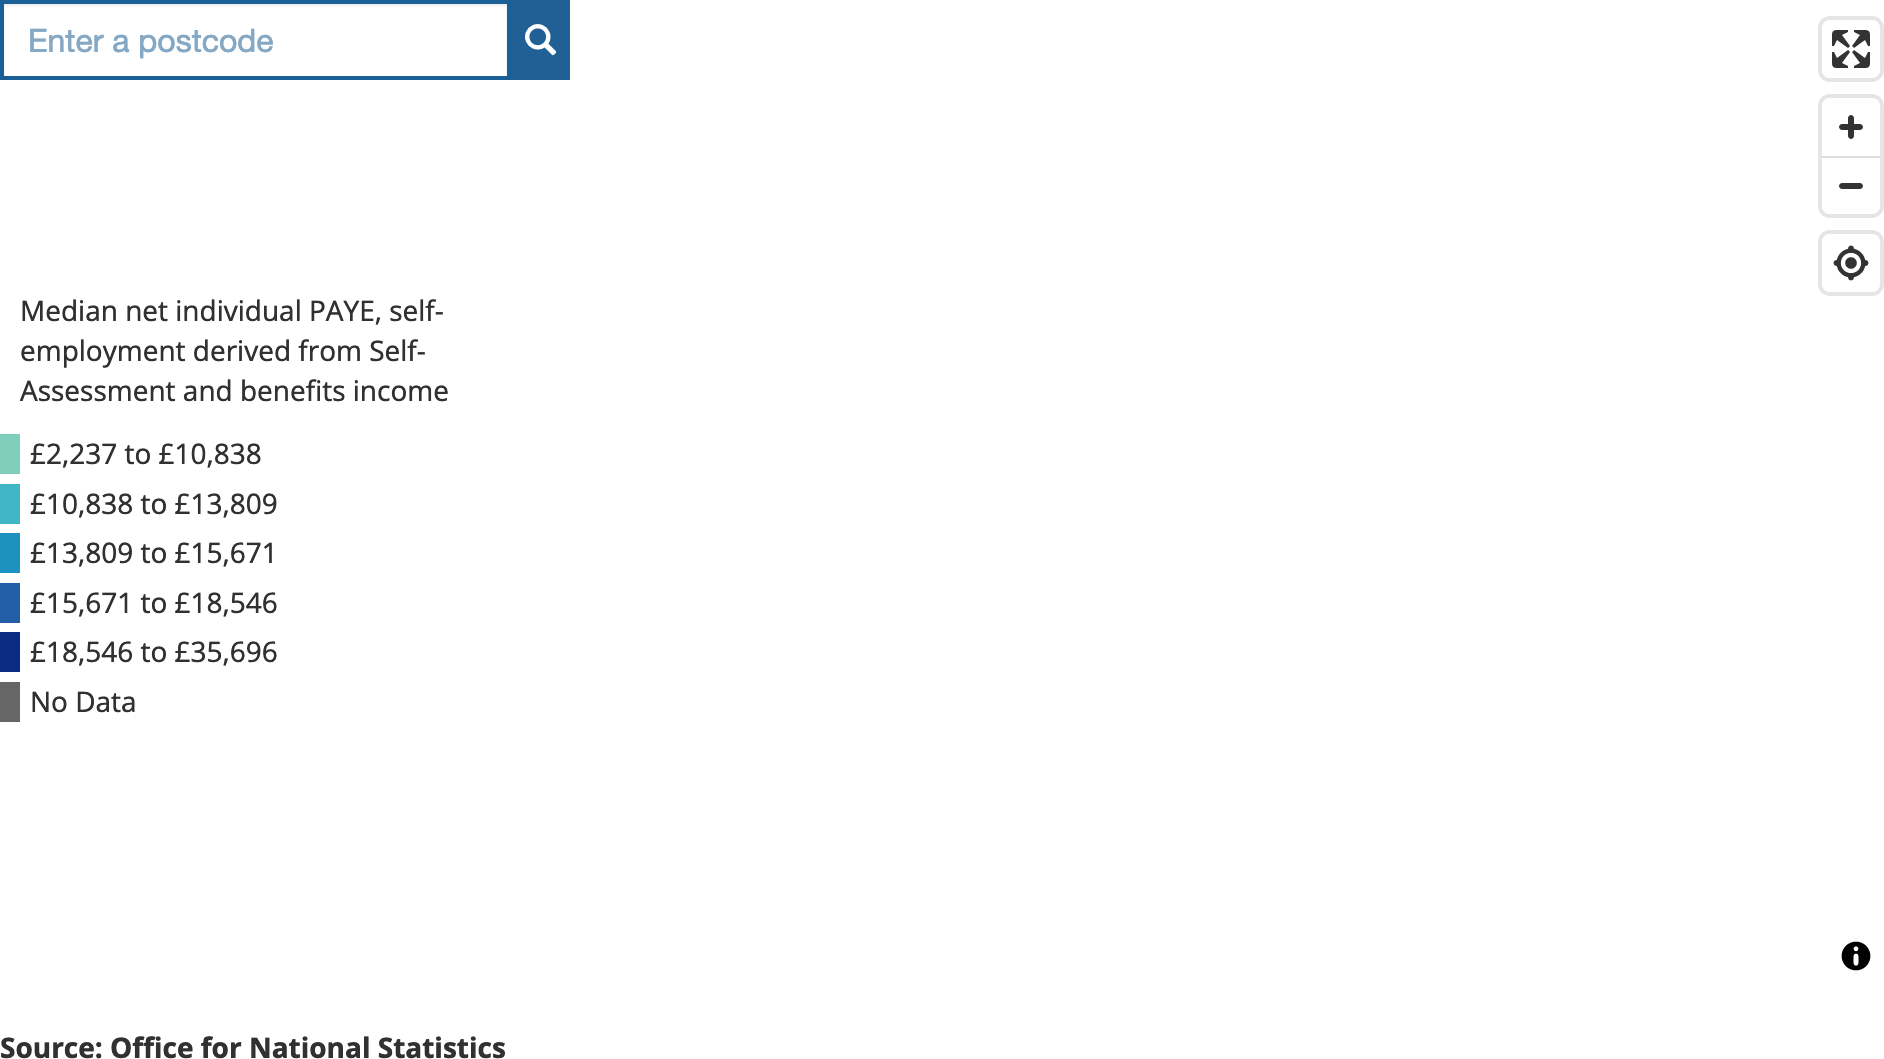 Enter a postcode
Median net individual PAYE, self-
employment derived from Self-
Assessment and benefits income
£2,237 to £10,838
£10,838 to £13,809
£13,809 to £15,671
£15,671 to £18,546
£18,546 to £35,696
No Data
Source: Office for National Statistics